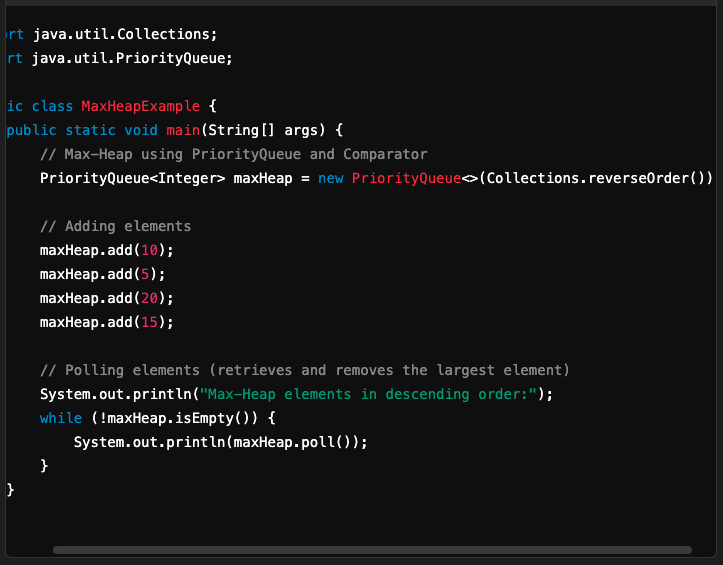 rt java.util.Collections;
rt java.util.PriorityQueue;
ic class MaxHeapExample {
public static void main(String[] args) {
// Max-Heap using PriorityQueue and Comparator
PriorityQueue<Integer> maxHeap = new PriorityQueue<>(Collections.reverseOrder())
// Adding elements
maxHeap.add(10);
maxHeap.add(5);
maxHeap.add(20);
maxHeap.add(15);
// Polling elements (retrieves and removes the largest element)
System.out.println("Max-Heap elements in descending order:");
while (!maxHeap.isEmpty()) {
System.out.println(maxHeap.poll());
}
}